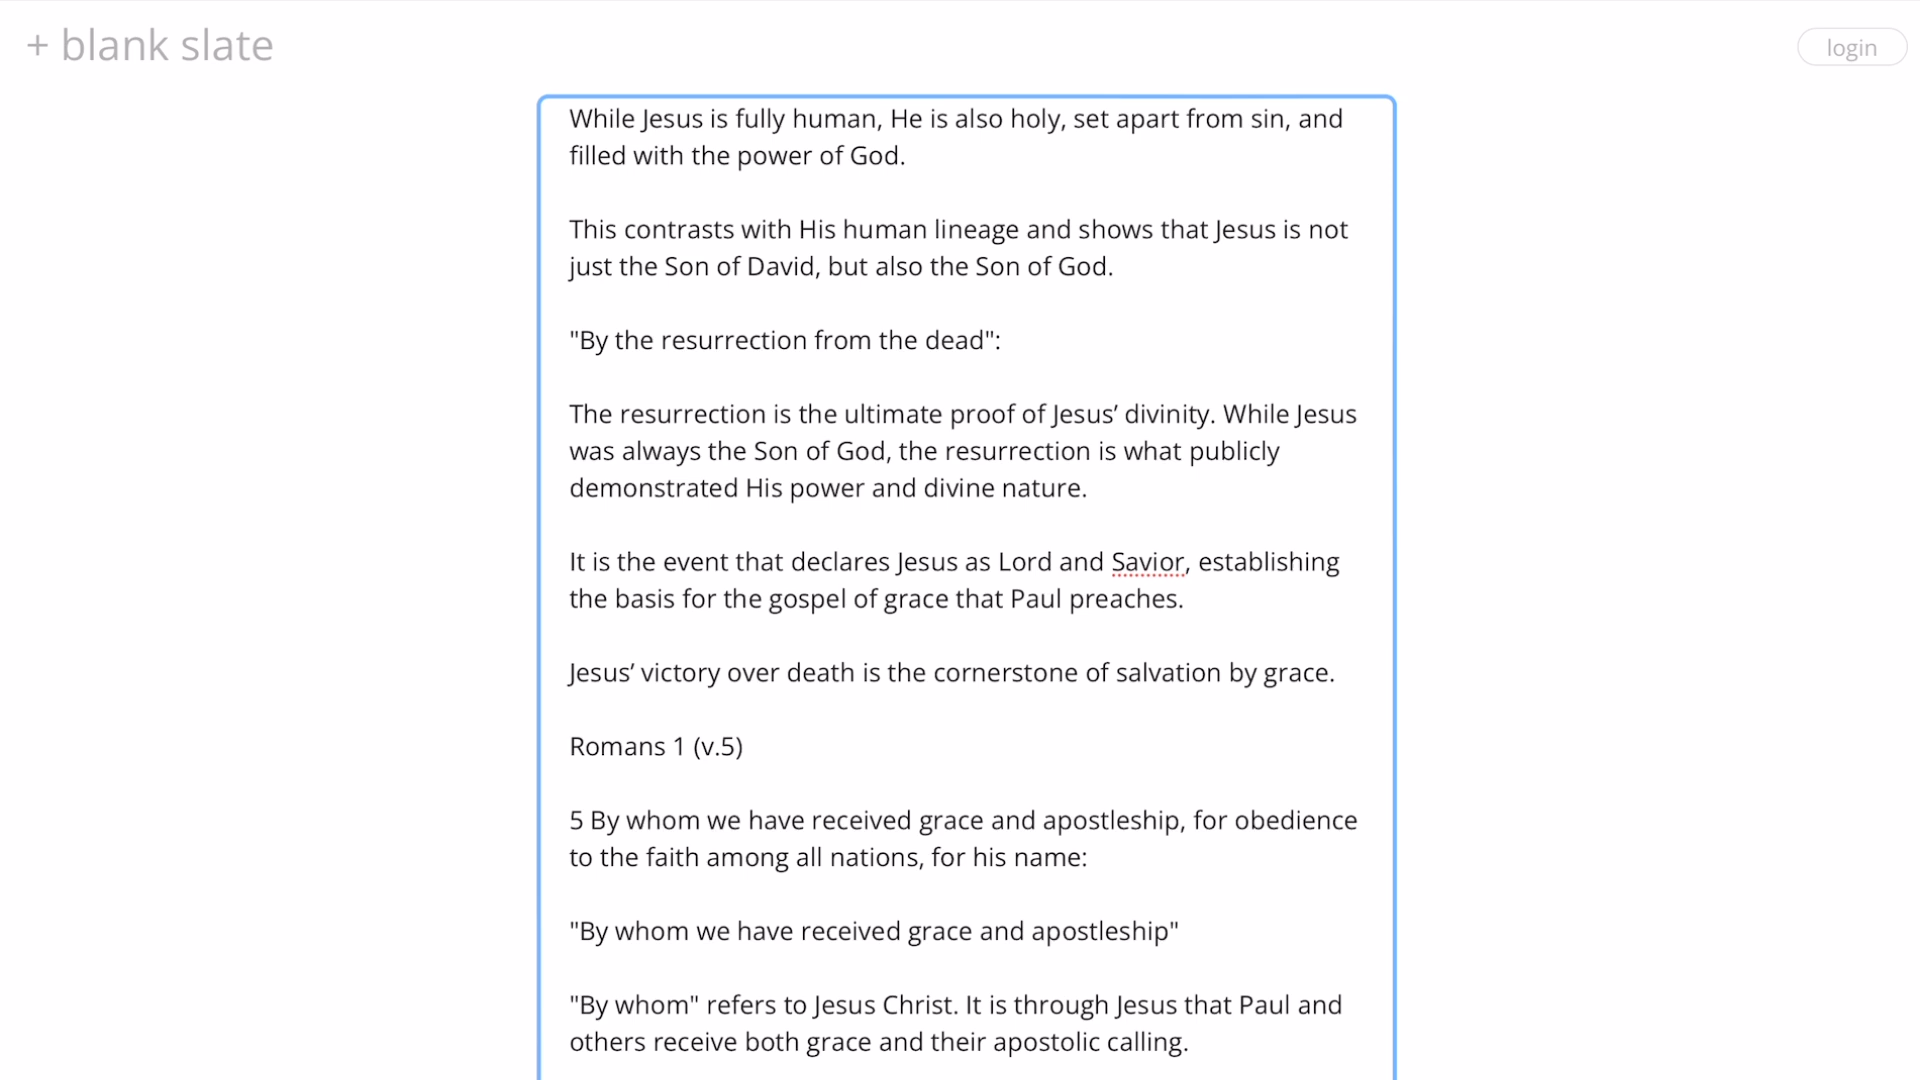 + blank slate
login
While Jesus is fully human, He is also holy, set apart from sin, and
filled with the power of God.
This contrasts with His human lineage and shows that Jesus is not
just the Son of David, but also the Son of God.
"By the resurrection from the dead":
The resurrection is the ultimate proof of Jesus’ divinity. While Jesus
was always the Son of God, the resurrection is what publicly
demonstrated His power and divine nature.
It is the event that declares Jesus as Lord and Savior, establishing
the basis for the gospel of grace that Paul preaches.
Jesus’ victory over death is the cornerstone of salvation by grace.
Romans 1 (v.5)
5 By whom we have received grace and apostleship, for obedience
to the faith among all nations, for his name:
"By whom we have received grace and apostleship"
"By whom" refers to Jesus Christ. It is through Jesus that Paul and
others receive both grace and their apostolic calling.